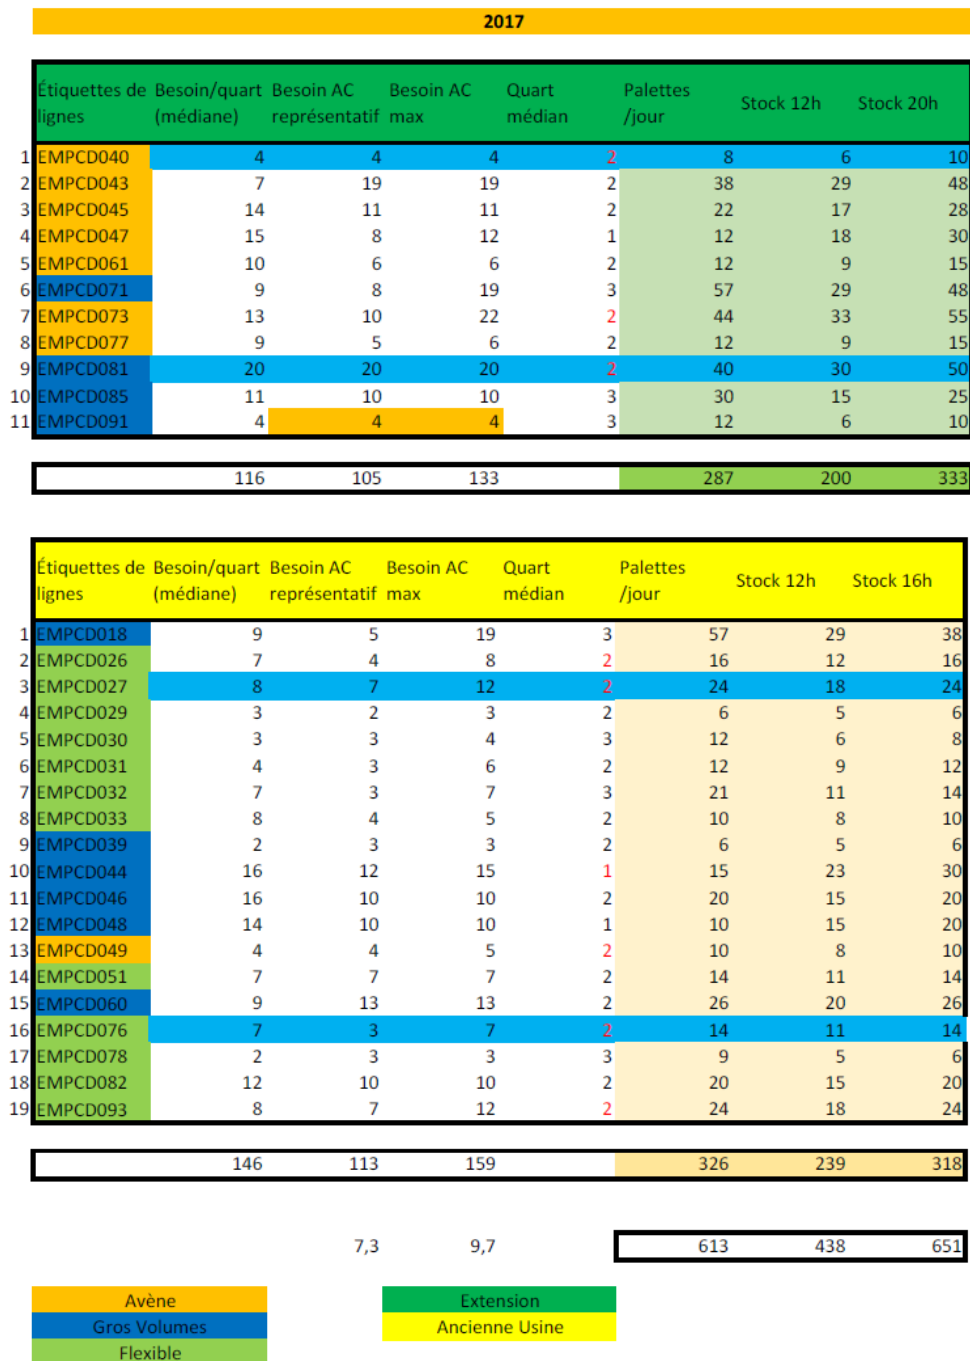 2017
Étiquettes de lignes Besoin/quart (médiane) Besoin AC représentatif Besoin AC max Quart médian Palettes /jour Stock 12h Stock 20h
1 EMPCD040 4 4 4 2 8 6 10
2 EMPCD043 7 19 19 2 38 29 48
3 EMPCD045 14 11 11 2 22 17 28
4 EMPCD047 15 8 12 1 12 18 30
5 EMPCD061 10 6 6 2 12 9 15
6 EMPCD071 9 8 19 3 57 29 48
7 EMPCD073 13 10 22 2 44 33 55
8 EMPCD077 9 5 6 2 12 9 15
9 EMPCD081 20 20 20 2 40 30 50
10 EMPCD085 11 10 10 3 30 15 25
11 EMPCD091 4 4 4 3 12 6 10
116 105 133 287 200 333
Étiquettes de lignes Besoin/quart (médiane) Besoin AC représentatif Besoin AC max Quart médian Palettes /jour Stock 12h Stock 16h
1 EMPCD018 9 5 19 3 57 29 38
2 EMPCD026 7 4 8 2 16 12 16
3 EMPCD027 8 7 12 2 24 18 24
4 EMPCD029 3 2 3 2 6 5 6
5 EMPCD030 3 3 4 3 12 6 8
6 EMPCD031 4 3 6 2 12 9 12
7 EMPCD032 7 3 7 3 21 11 14
8 EMPCD033 8 4 5 2 10 8 10
9 EMPCD039 2 3 3 2 6 5 6
10 EMPCD044 16 12 15 1 15 23 30
11 EMPCD046 16 10 10 2 20 15 20
12 EMPCD048 14 10 10 1 10 15 20
13 EMPCD049 4 4 5 2 10 8 10
14 EMPCD051 7 7 7 2 14 11 14
15 EMPCD060 9 13 13 2 26 20 26
16 EMPCD076 7 3 7 2 14 11 14
17 EMPCD078 2 3 3 3 9 5 6
18 EMPCD082 12 10 10 2 20 15 20
19 EMPCD093 8 7 12 2 24 18 24
146 113 159 326 239 318
7,3 9,7 613 438 651
Avène Extension
Gros Volumes Ancienne Usine
Flexible